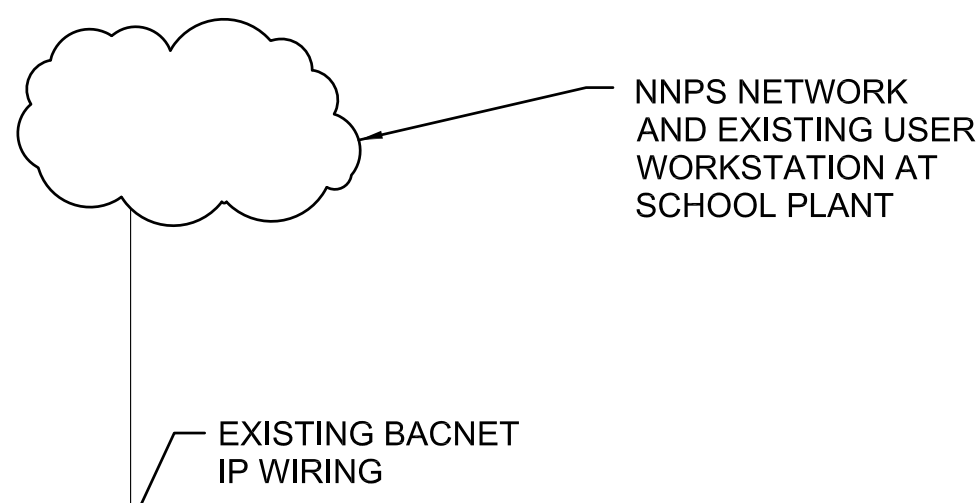 NNPS NETWORK
AND EXISTING USER
WORKSTATION AT
SCHOOL PLANT
EXISTING BACNET
IP WIRING